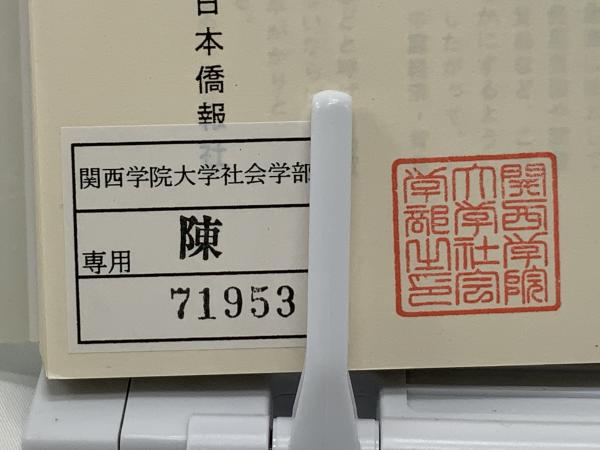 日本僑報社
関西学院大学社会学部
専用
陳
71953
関西学院
大学社会
学部之印